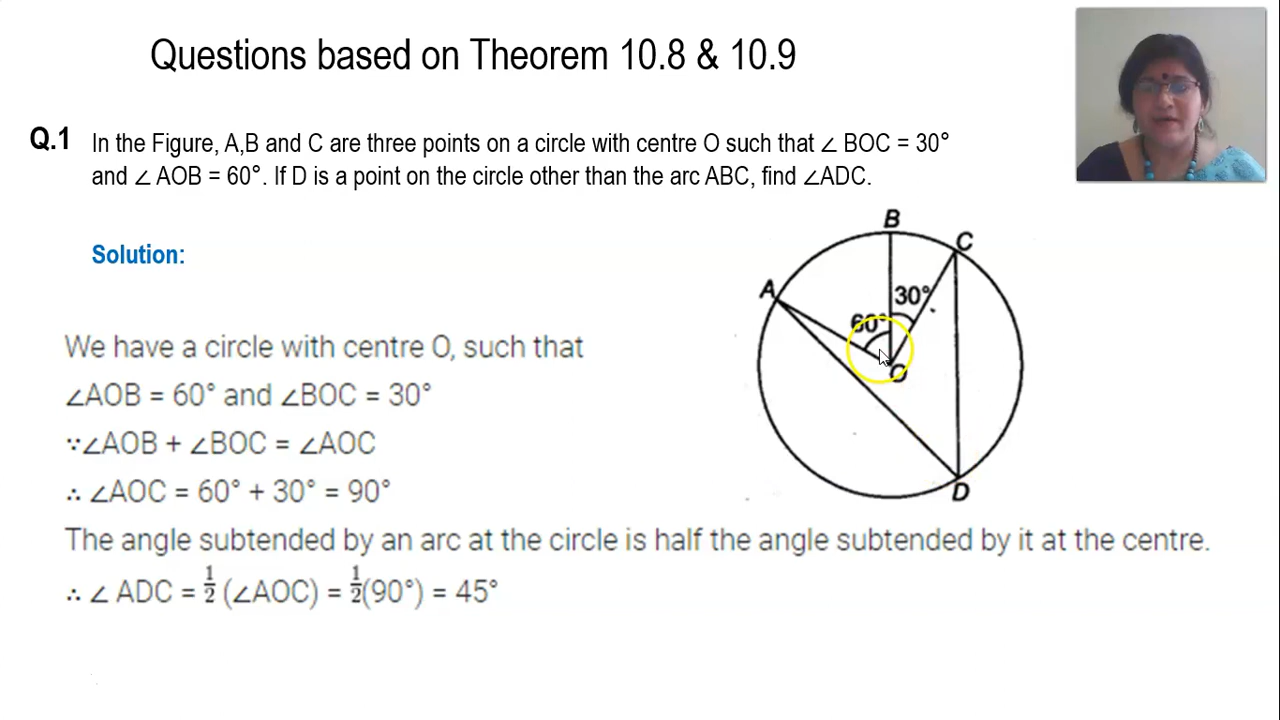 Questions based on Theorem 10.8 & 10.9
Q.1 In the Figure, A,B and C are three points on a circle with centre O such that ∠ BOC = 30°
and ∠ AOB = 60°. If D is a point on the circle other than the arc ABC, find ∠ADC.
Solution:
B
C
A
30°
60°
O
D
We have a circle with centre O, such that
∠AOB = 60° and ∠BOC = 30°
∵∠AOB + ∠BOC = ∠AOC
∴ ∠AOC = 60° + 30° = 90°
The angle subtended by an arc at the circle is half the angle subtended by it at the centre.
∴ ∠ ADC = 1/2 (∠AOC) = 1/2(90°) = 45°